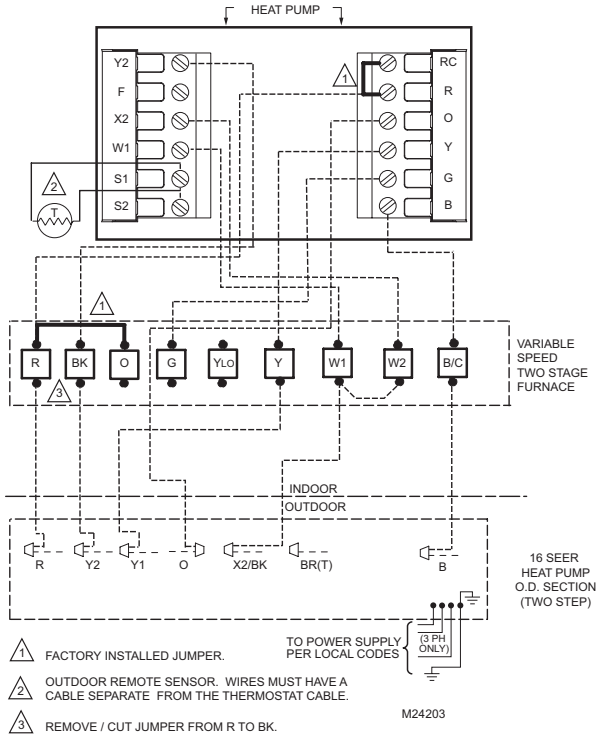 HEAT PUMP
Y2
F
X2
W1
S1
S2
RC
R
O
Y
G
B
1
2
T
1
R
BK
O
G
YLO
Y
W1
W2
B/C
VARIABLE
SPEED
TWO STAGE
FURNACE
3
INDOOR
OUTDOOR
R
Y2
Y1
O
X2/BK
BR(T)
B
16 SEER
HEAT PUMP
O.D. SECTION
(TWO STEP)
TO POWER SUPPLY
PER LOCAL CODES
(3 PH
ONLY)
1 FACTORY INSTALLED JUMPER.
2 OUTDOOR REMOTE SENSOR. WIRES MUST HAVE A
CABLE SEPARATE FROM THE THERMOSTAT CABLE.
3 REMOVE / CUT JUMPER FROM R TO BK.
M24203